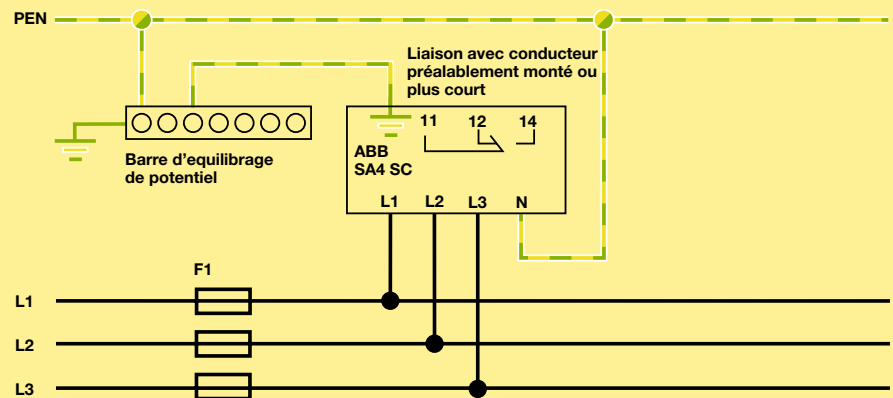 PEN
Liaison avec conducteur
préalablement monté ou
plus court
11 12 14
ABB
SA4 SC
Barre d'equilibrage
de potentiel
L1 L2 L3 N
F1
L1
L2
L3